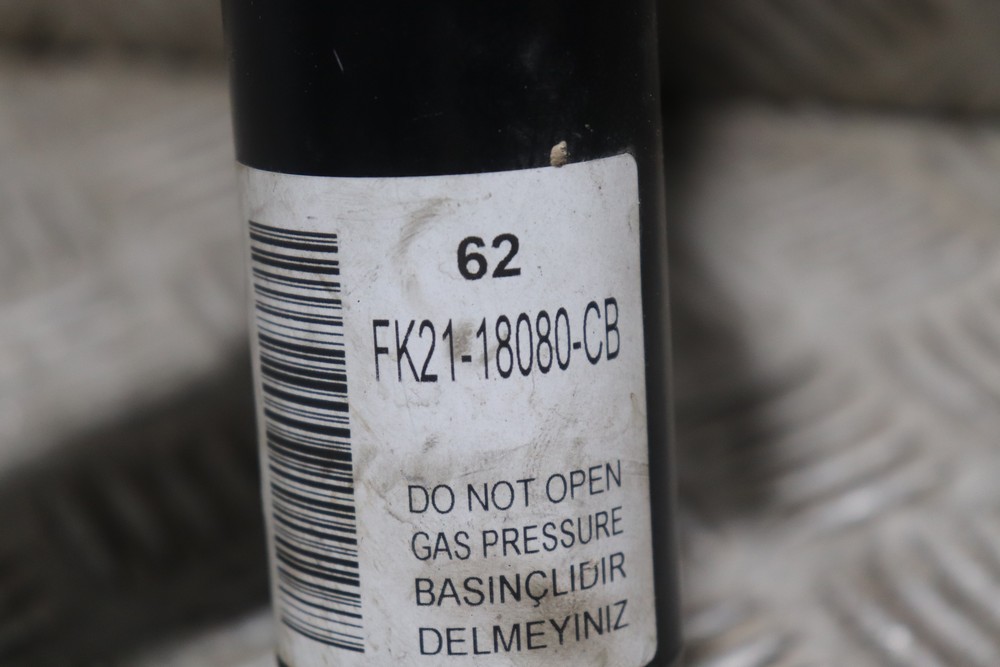 62
FK21-18080-CB
DO NOT OPEN
GAS PRESSURE
BASINÇLIDIR
DELMEYINIZ